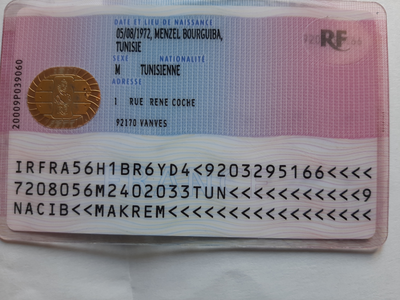 DATE ET LIEU DE NAISSANCE
05/08/1972, MENZEL BOURGUIBA,
TUNISIE
SEXE NATIONALITÉ
M TUNISIENNE
ADRESSE
1 RUE RENE COCHE
92170 VANVES
20009P039060
RF
IRFRA56H1BR6YD4<9203295166<<<<
7208056M2402033TUN<<<<<<<<<<<9
NACIB<<MAKREM<<<<<<<<<<<<<<<<<